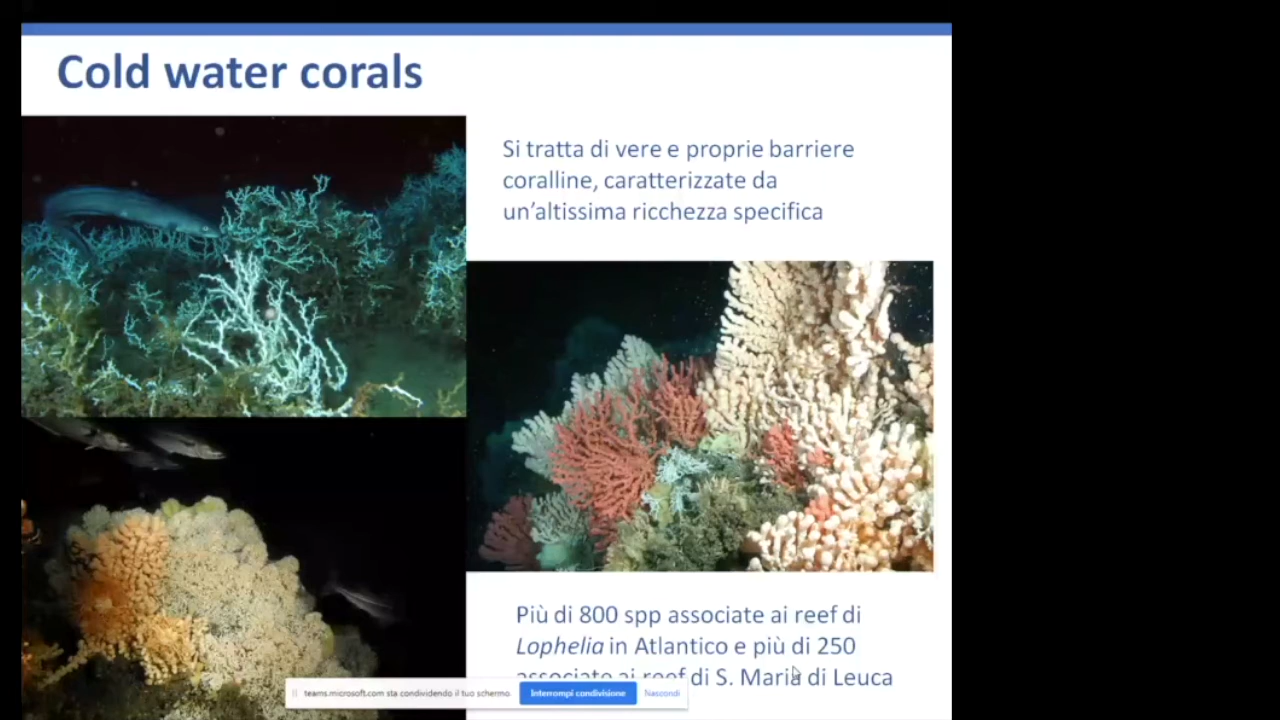 Cold water corals
Si tratta di vere e proprie barriere
coralline, caratterizzate da
un'altissima ricchezza specifica
Più di 800 spp associate ai reef di
Lophelia in Atlantico e più di 250
associate ai reef di S. Maria di Leuca
teams.microsoft.com sta condividendo il tuo schermo.
Interrompi condivisione
Nascondi